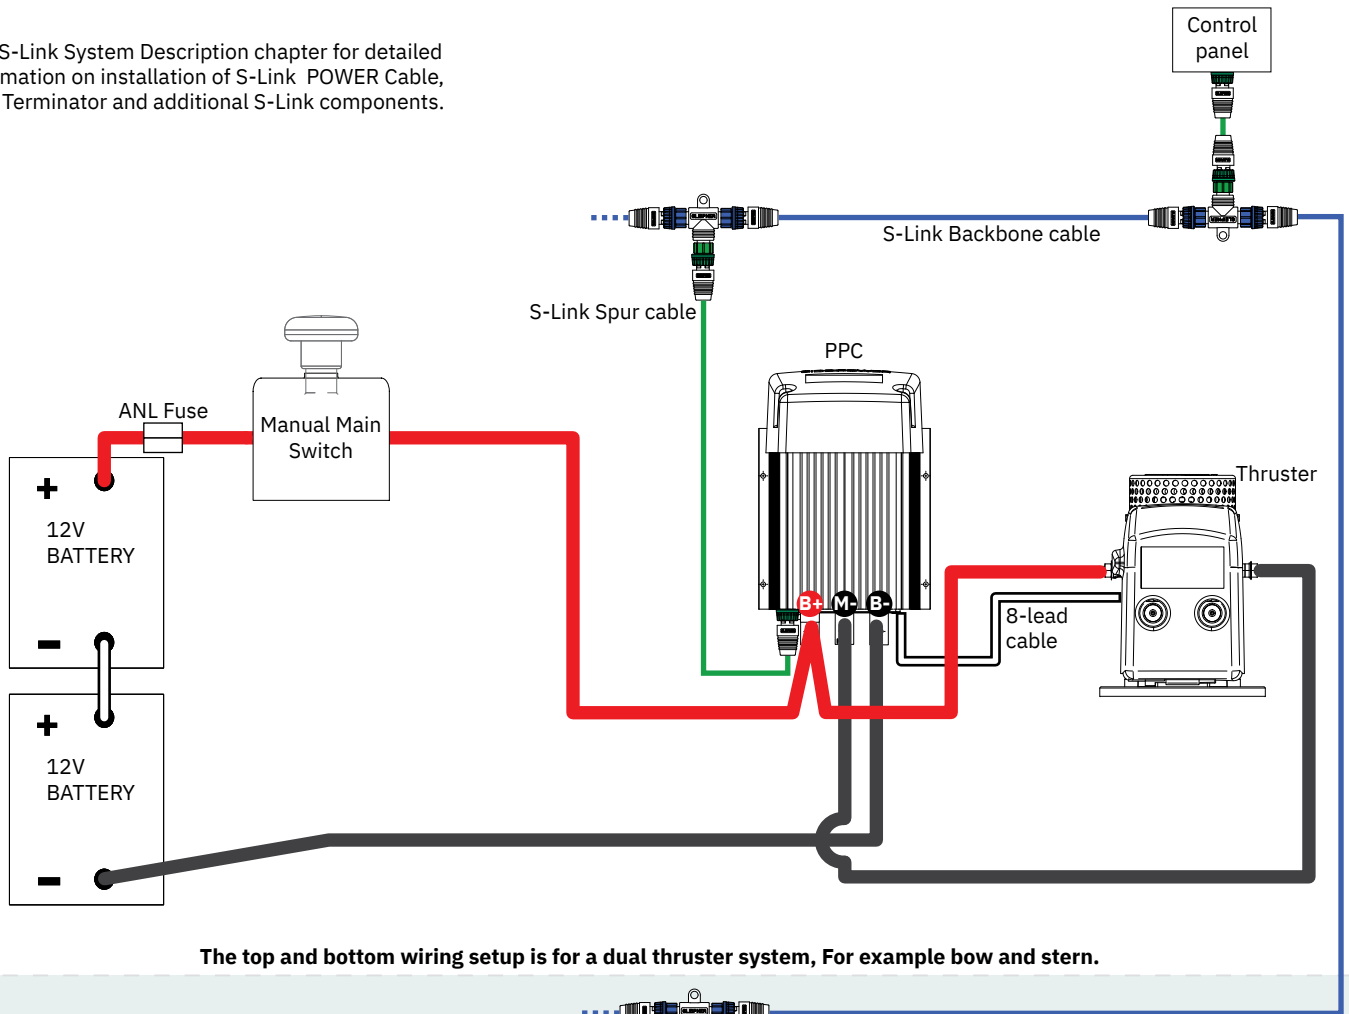 S-Link System Description chapter for detailed
mation on installation of S-Link POWER Cable,
Terminator and additional S-Link components.
Control
panel
S-Link Backbone cable
S-Link Spur cable
PPC
ANL Fuse
Manual Main
Switch
Thruster
+
12V
BATTERY
-
B+
M-
B-
8-lead
cable
+
12V
BATTERY
-
The top and bottom wiring setup is for a dual thruster system, For example bow and stern.